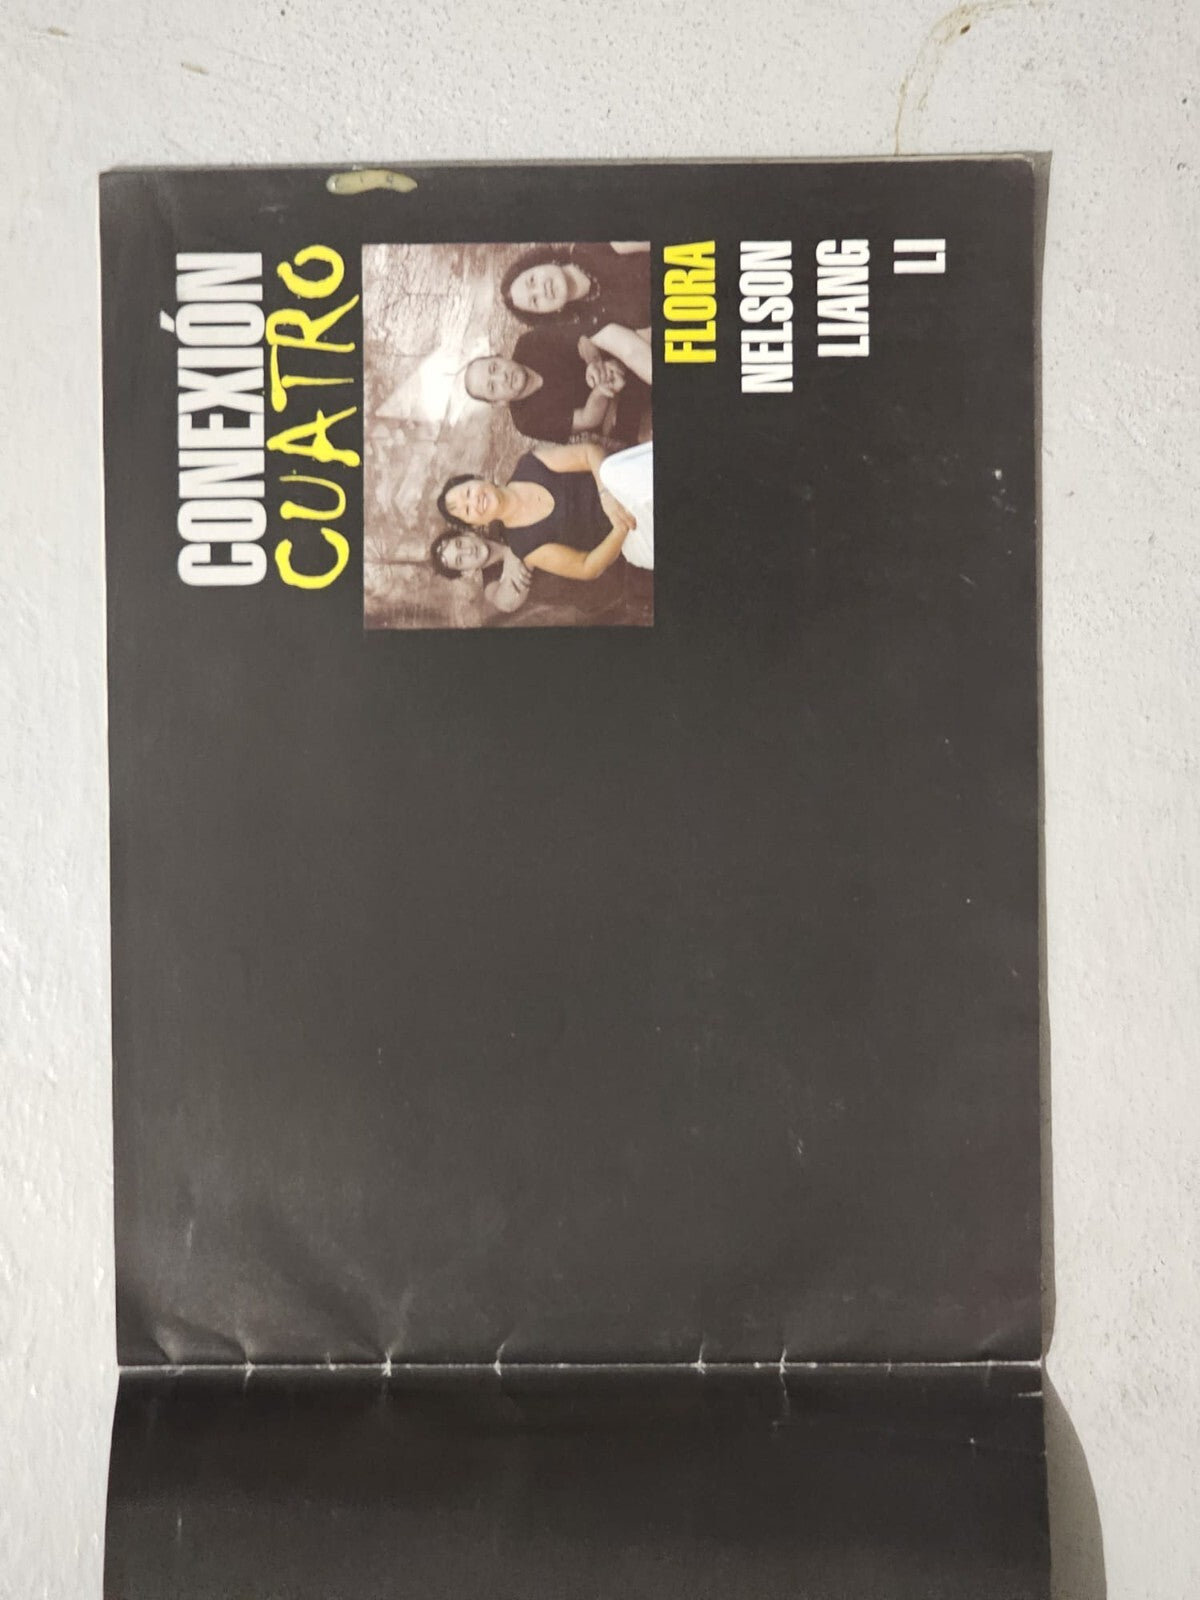 CONEXIÓN
CUATRO
FLORA
NELSON
LIANG
LI